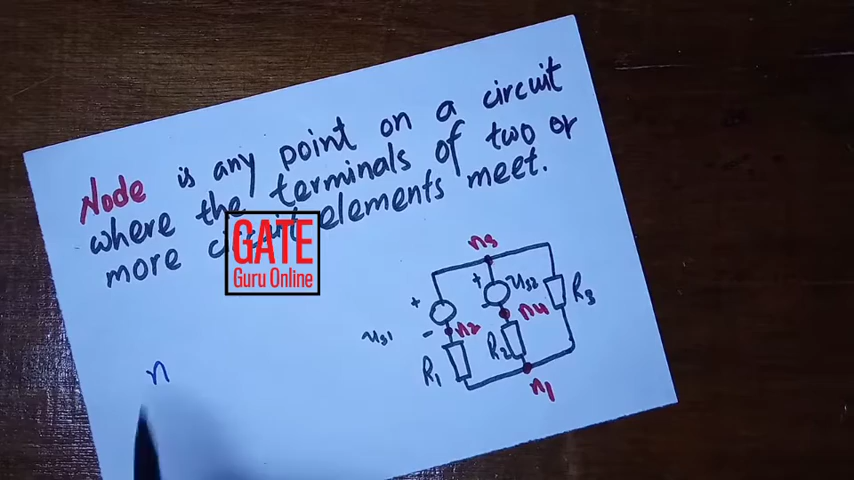 Node is any point on a circuit
where the terminals of two or
more circuit elements meet.
GATE
Guru Online
n3
+
+
us2
R3
us1
-
n2
n4
R1
R2
n1
n